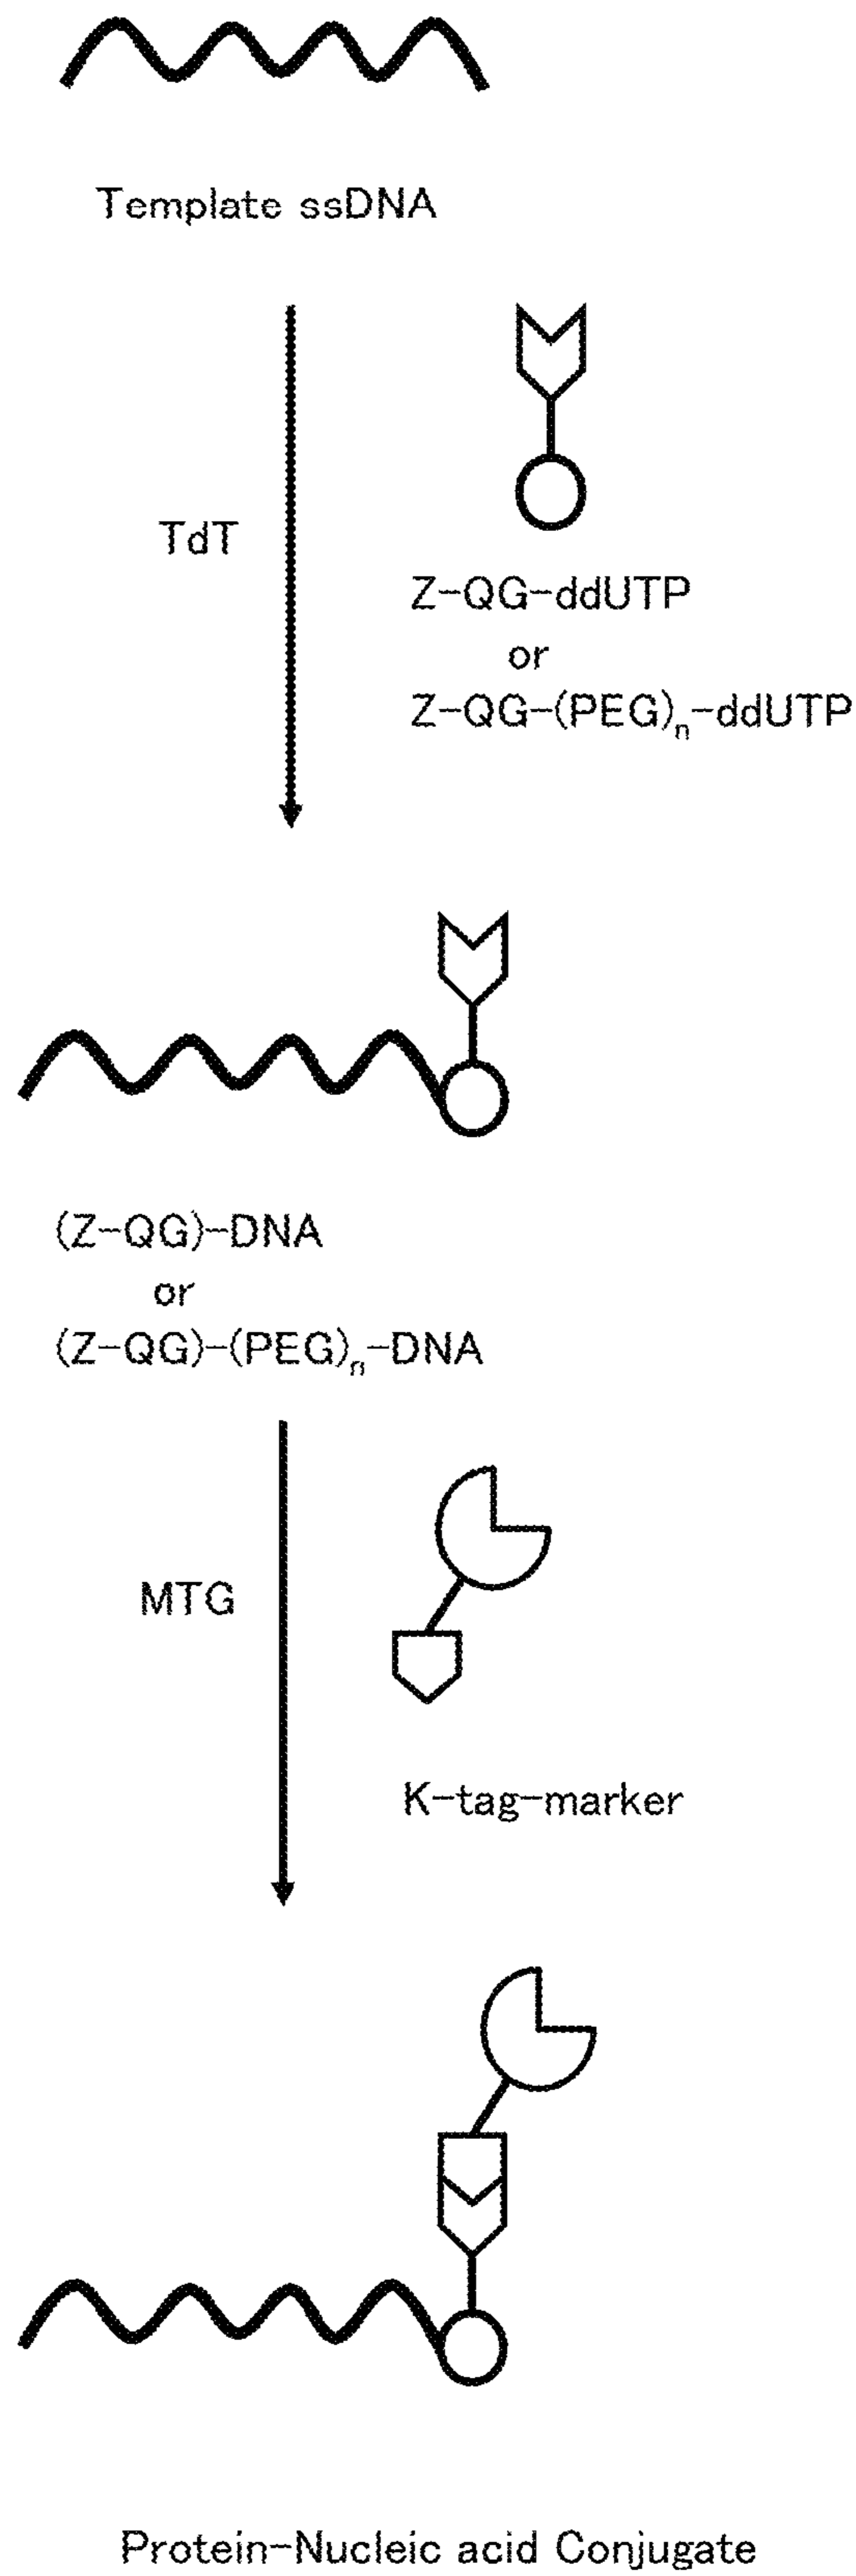 Template ssDNA
TdT
Z-QG-ddUTP
or
Z-QG-(PEG)n-ddUTP
(Z-QG)-DNA
or
(Z-QG)-(PEG)n-DNA
MTG
K-tag-marker
Protein-Nucleic acid Conjugate